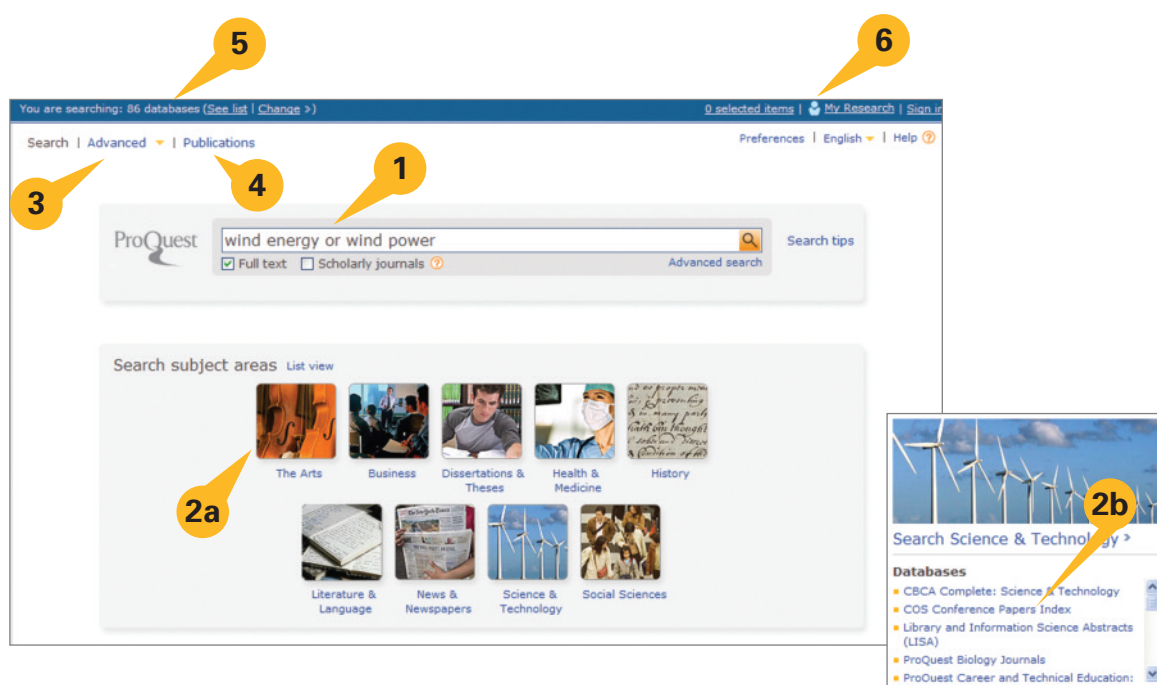 5
6
You are searching: 86 databases (See list | Change >)
0 selected items | My Research | Sign in
Search | Advanced | Publications
Preferences | English | Help ?
3
4
1
ProQuest
wind energy or wind power
Search tips
Full text Scholarly journals ?
Advanced search
Search subject areas List view
The Arts
Business
Dissertations &
Theses
Health &
Medicine
History
2a
Literature &
Language
News &
Newspapers
Science &
Technology
Social Sciences
2b
Search Science & Technology >
Databases
CBCA Complete: Science & Technology
COS Conference Papers Index
Library and Information Science Abstracts
(LISA)
ProQuest Biology Journals
ProQuest Career and Technical Education: